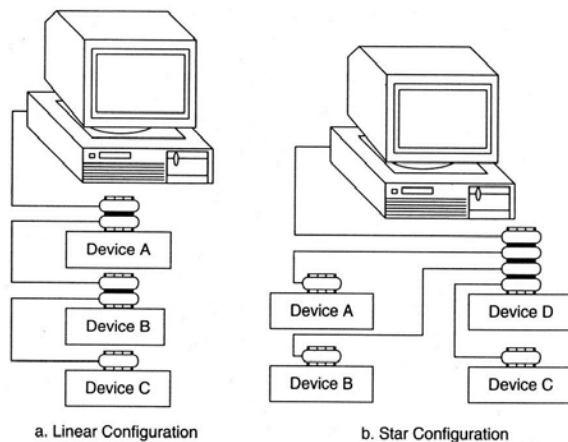 Device A
Device B
Device C
a. Linear Configuration
Device A
Device D
Device B
Device C
b. Star Configuration